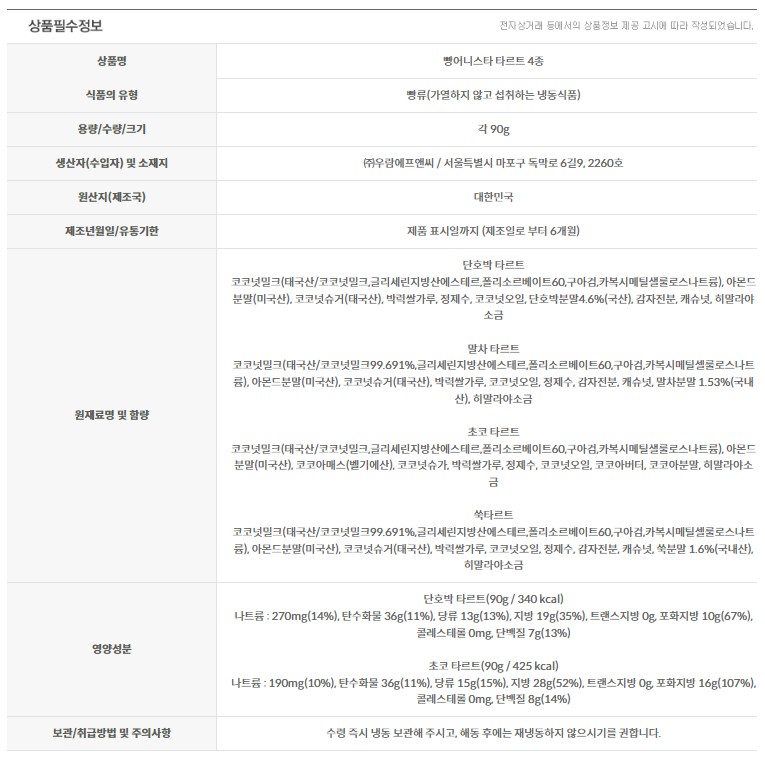 상품필수정보
전자상거래 등에서의 상품정보 제공 고시에 따라 작성되었습니다.
상품명
빵어니스타 타르트 4종
식품의 유형
빵류(가열하지 않고 섭취하는 냉동식품)
용량/수량/크기
각 90g
생산자(수입자) 및 소재지
㈜우람에프앤씨 / 서울특별시 마포구 독막로 6길9, 2260호
원산지(제조국)
대한민국
제조년월일/유통기한
제품 표시일까지 (제조일로 부터 6개월)
원재료명 및 함량
단호박 타르트
코코넛밀크(태국산/코코넛밀크,글리세린지방산에스테르,폴리소르베이트60,구아검,카복시메틸셀룰로스나트륨), 아몬드
분말(미국산), 코코넛슈거(태국산), 박력쌀가루, 정제수, 코코넛오일, 단호박분말4.6%(국산), 감자전분, 캐슈넛, 히말라야
소금
말차 타르트
코코넛밀크(태국산/코코넛밀크99.691%,글리세린지방산에스테르,폴리소르베이트60,구아검,카복시메틸셀룰로스나트
륨), 아몬드분말(미국산), 코코넛슈거(태국산), 박력쌀가루, 코코넛오일, 정제수, 감자전분, 캐슈넛, 말차분말 1.53%(국내
산), 히말라야소금
초코 타르트
코코넛밀크(태국산/코코넛밀크,글리세린지방산에스테르,폴리소르베이트60,구아검,카복시메틸셀룰로스나트륨), 아몬드
분말(미국산), 코코아매스(벨기에산), 코코넛슈가, 박력쌀가루, 정제수, 코코넛오일, 코코아버터, 코코아분말, 히말라야소
금
쑥타르트
코코넛밀크(태국산/코코넛밀크99.691%,글리세린지방산에스테르,폴리소르베이트60,구아검,카복시메틸셀룰로스나트
륨), 아몬드분말(미국산), 코코넛슈거(태국산), 박력쌀가루, 코코넛오일, 정제수, 감자전분, 캐슈넛, 쑥분말 1.6%(국내산),
히말라야소금
영양성분
단호박 타르트(90g / 340 kcal)
나트륨 : 270mg(14%), 탄수화물 36g(11%), 당류 13g(13%), 지방 19g(35%), 트랜스지방 0g, 포화지방 10g(67%),
콜레스테롤 0mg, 단백질 7g(13%)
초코 타르트(90g / 425 kcal)
나트륨 : 190mg(10%), 탄수화물 36g(11%), 당류 15g(15%), 지방 28g(52%), 트랜스지방 0g, 포화지방 16g(107%),
콜레스테롤 0mg, 단백질 8g(14%)
보관/취급방법 및 주의사항
수령 즉시 냉동 보관해 주시고, 해동 후에는 재냉동하지 않으시기를 권합니다.